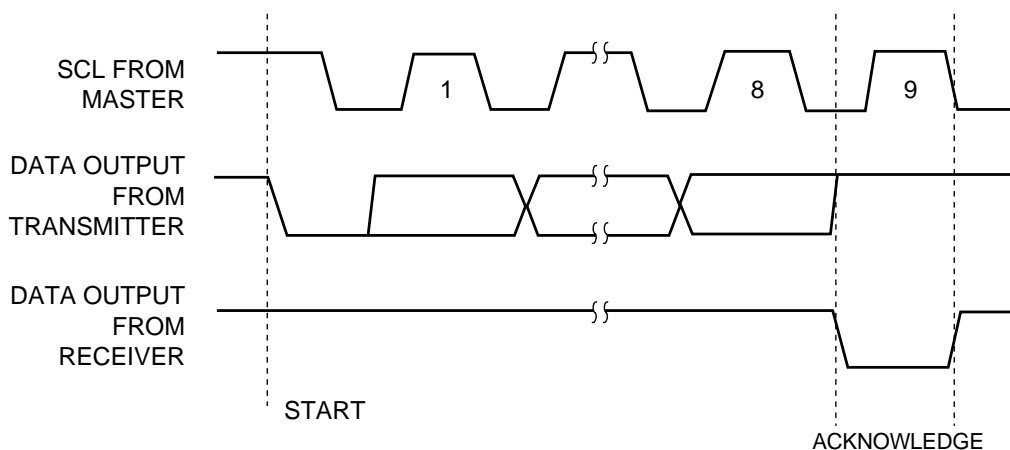 SCL FROM
MASTER
1
8
9
DATA OUTPUT
FROM
TRANSMITTER
DATA OUTPUT
FROM
RECEIVER
START
ACKNOWLEDGE